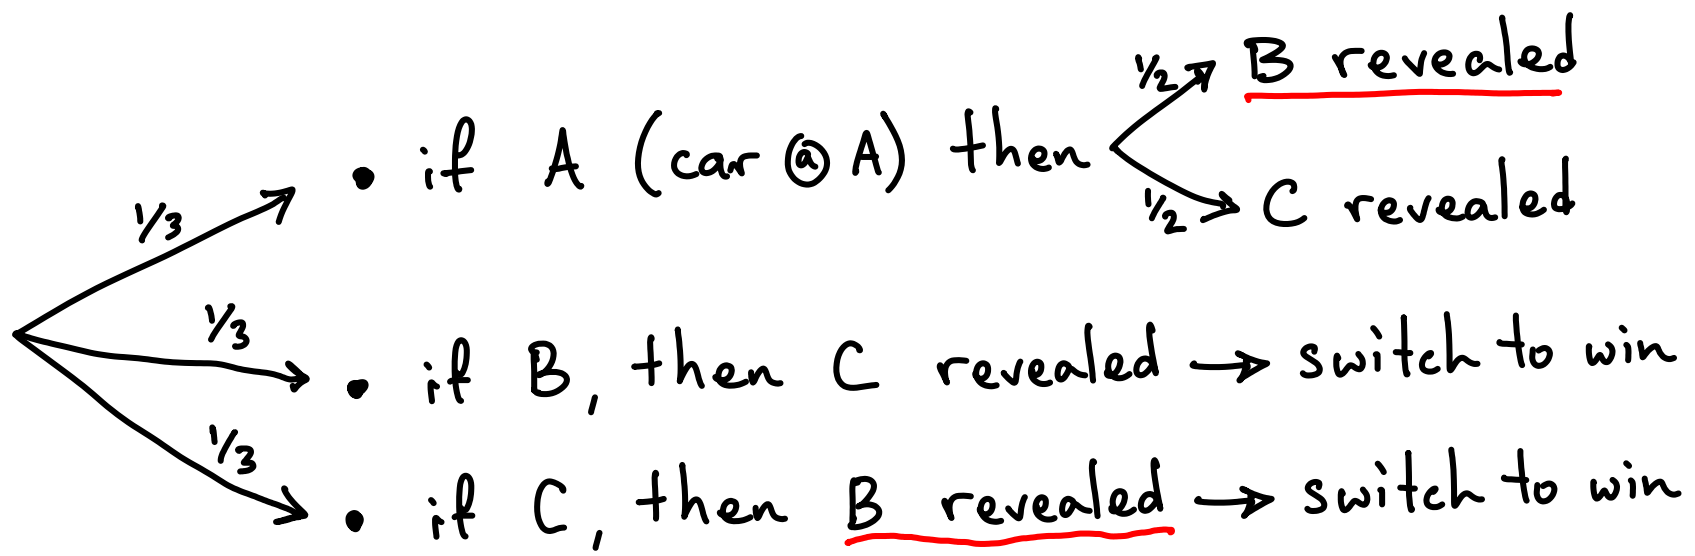 1/2 B revealed
• if A (car @ A) then
1/2 C revealed
1/3
1/3
• if B, then C revealed → switch to win
1/3
• if C, then B revealed → switch to win